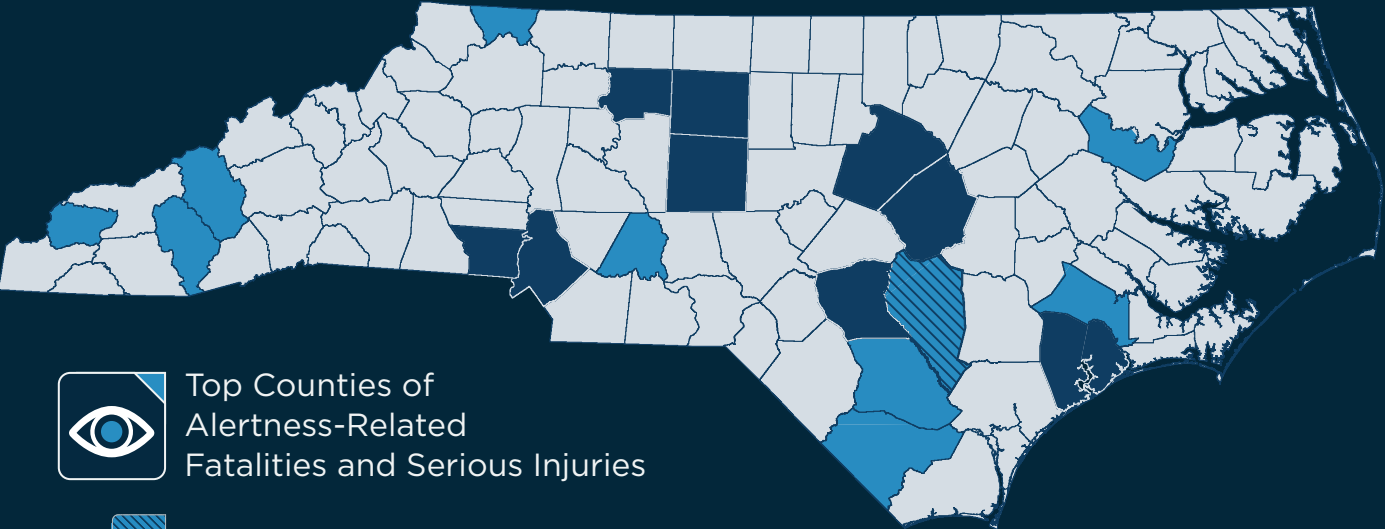 Top Counties of
Alertness-Related
Fatalities and Serious Injuries